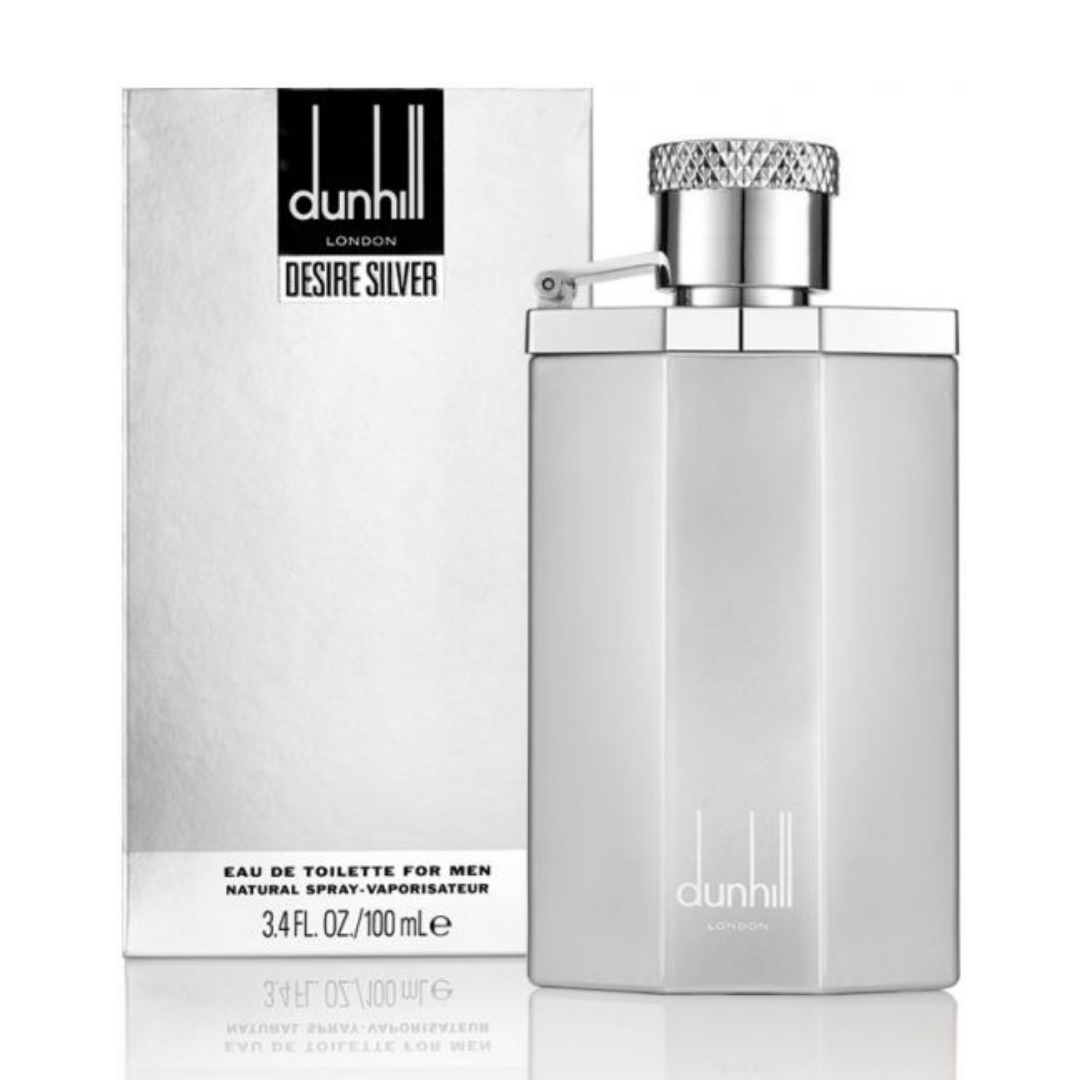 dunhill
LONDON
DESIRE SILVER
EAU DE TOILETTE FOR MEN
NATURAL SPRAY-VAPORISATEUR
3.4 FL. OZ./100 mL e
dunhill
LONDON